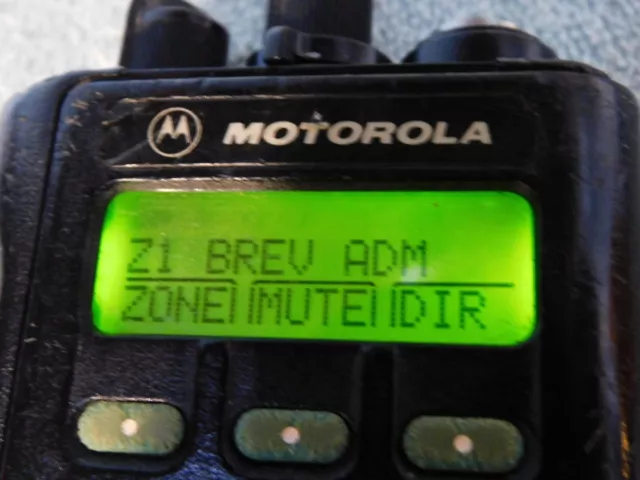 MOTOROLA
Z1 BREV ADM
ZONE MUTE DIR